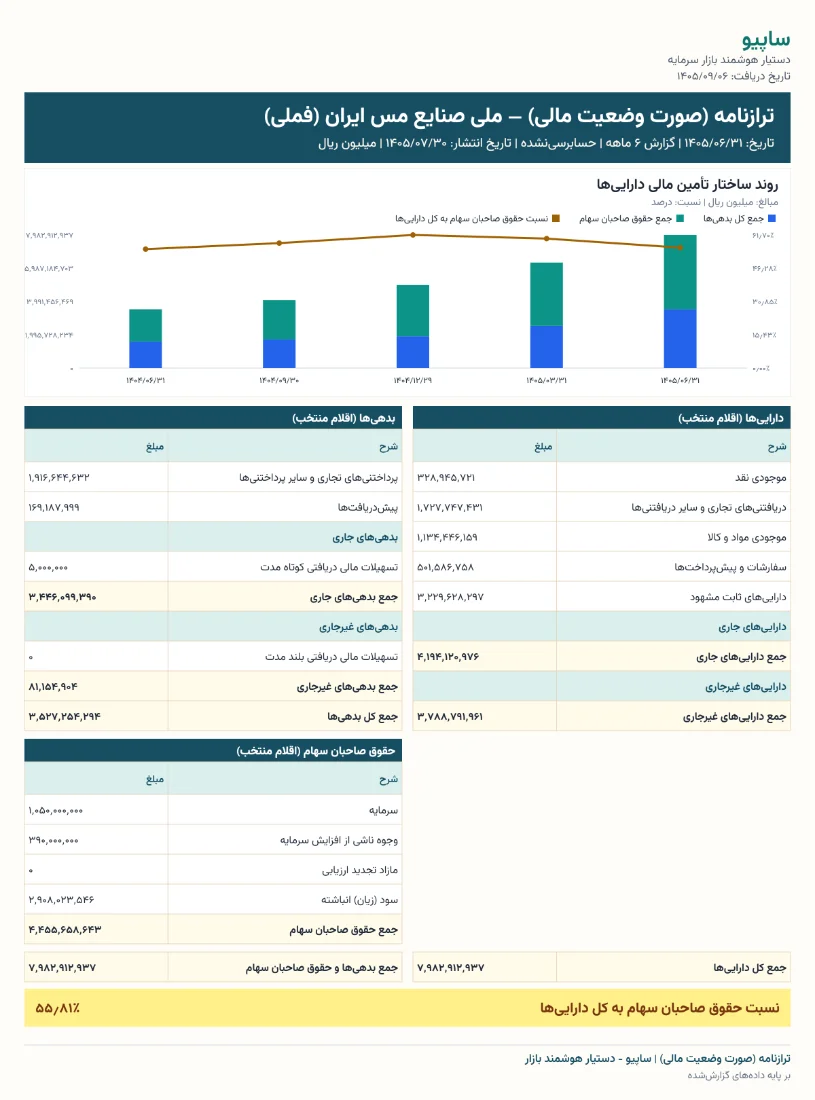 ساپیو
دستیار هوشمند بازار سرمایه
تاریخ دریافت: ۱۴۰۵/۰۹/۰۶
ترازنامه (صورت وضعیت مالی) – ملی صنایع مس ایران (فملی)
تاریخ: ۱۴۰۵/۰۶/۳۱ | گزارش ۶ ماهه | حسابرسی‌نشده | تاریخ انتشار: ۱۴۰۵/۰۷/۳۰ | میلیون ریال
روند ساختار تأمین مالی دارایی‌ها
مبالغ: میلیون ریال | نسبت: درصد
جمع کل بدهی‌ها جمع حقوق صاحبان سهام نسبت حقوق صاحبان سهام به کل دارایی‌ها
۶۱٫۷۰٪ ۷,۹۸۲,۹۱۲,۹۳۷
۴۶٫۲۸٪ ۵,۹۸۷,۱۸۴,۷۰۳
۳۰٫۸۵٪ ۳,۹۹۱,۴۵۶,۴۶۹
۱۵٫۴۳٪ ۱,۹۹۵,۷۲۸,۲۳۴
۰٫۰۰٪ ۰
۱۴۰۴/۰۶/۳۱ ۱۴۰۴/۰۹/۳۰ ۱۴۰۴/۱۲/۲۹ ۱۴۰۵/۰۳/۳۱ ۱۴۰۵/۰۶/۳۱
دارایی‌ها (اقلام منتخب)
شرح مبلغ
موجودی نقد ۳۲۸,۹۴۵,۷۲۱
دریافتنی‌های تجاری و سایر دریافتنی‌ها ۱,۷۲۷,۷۴۷,۴۳۱
موجودی مواد و کالا ۱,۱۳۴,۴۴۶,۱۵۹
سفارشات و پیش‌پرداخت‌ها ۵۰۱,۵۸۶,۷۵۸
دارایی‌های ثابت مشهود ۳,۲۲۹,۶۲۸,۲۹۷
دارایی‌های جاری
جمع دارایی‌های جاری ۴,۱۹۴,۱۲۰,۹۷۶
دارایی‌های غیرجاری
جمع دارایی‌های غیرجاری ۳,۷۸۸,۷۹۱,۹۶۱
بدهی‌ها (اقلام منتخب)
شرح مبلغ
پرداختنی‌های تجاری و سایر پرداختنی‌ها ۱,۹۱۶,۶۴۴,۶۳۲
پیش‌دریافت‌ها ۱۶۹,۱۸۷,۹۹۹
بدهی‌های جاری
تسهیلات مالی دریافتی کوتاه مدت ۵,۰۰۰,۰۰۰
جمع بدهی‌های جاری ۳,۴۴۶,۰۹۹,۳۹۰
بدهی‌های غیرجاری
تسهیلات مالی دریافتی بلند مدت ۰
جمع بدهی‌های غیرجاری ۸۱,۱۵۴,۹۰۴
جمع کل بدهی‌ها ۳,۵۲۷,۲۵۴,۲۹۴
حقوق صاحبان سهام (اقلام منتخب)
شرح مبلغ
سرمایه ۱,۰۵۰,۰۰۰,۰۰۰
وجوه ناشی از افزایش سرمایه ۳۹۰,۰۰۰,۰۰۰
مازاد تجدید ارزیابی ۰
سود (زیان) انباشته ۲,۹۰۸,۰۲۳,۵۴۶
جمع حقوق صاحبان سهام ۴,۴۵۵,۶۵۸,۶۴۳
جمع کل دارایی‌ها ۷,۹۸۲,۹۱۲,۹۳۷
جمع بدهی‌ها و حقوق صاحبان سهام ۷,۹۸۲,۹۱۲,۹۳۷
نسبت حقوق صاحبان سهام به کل دارایی‌ها ۵۵٫۸۱٪
ترازنامه (صورت وضعیت مالی) | ساپیو - دستیار هوشمند بازار
بر پایه داده‌های گزارش‌شده